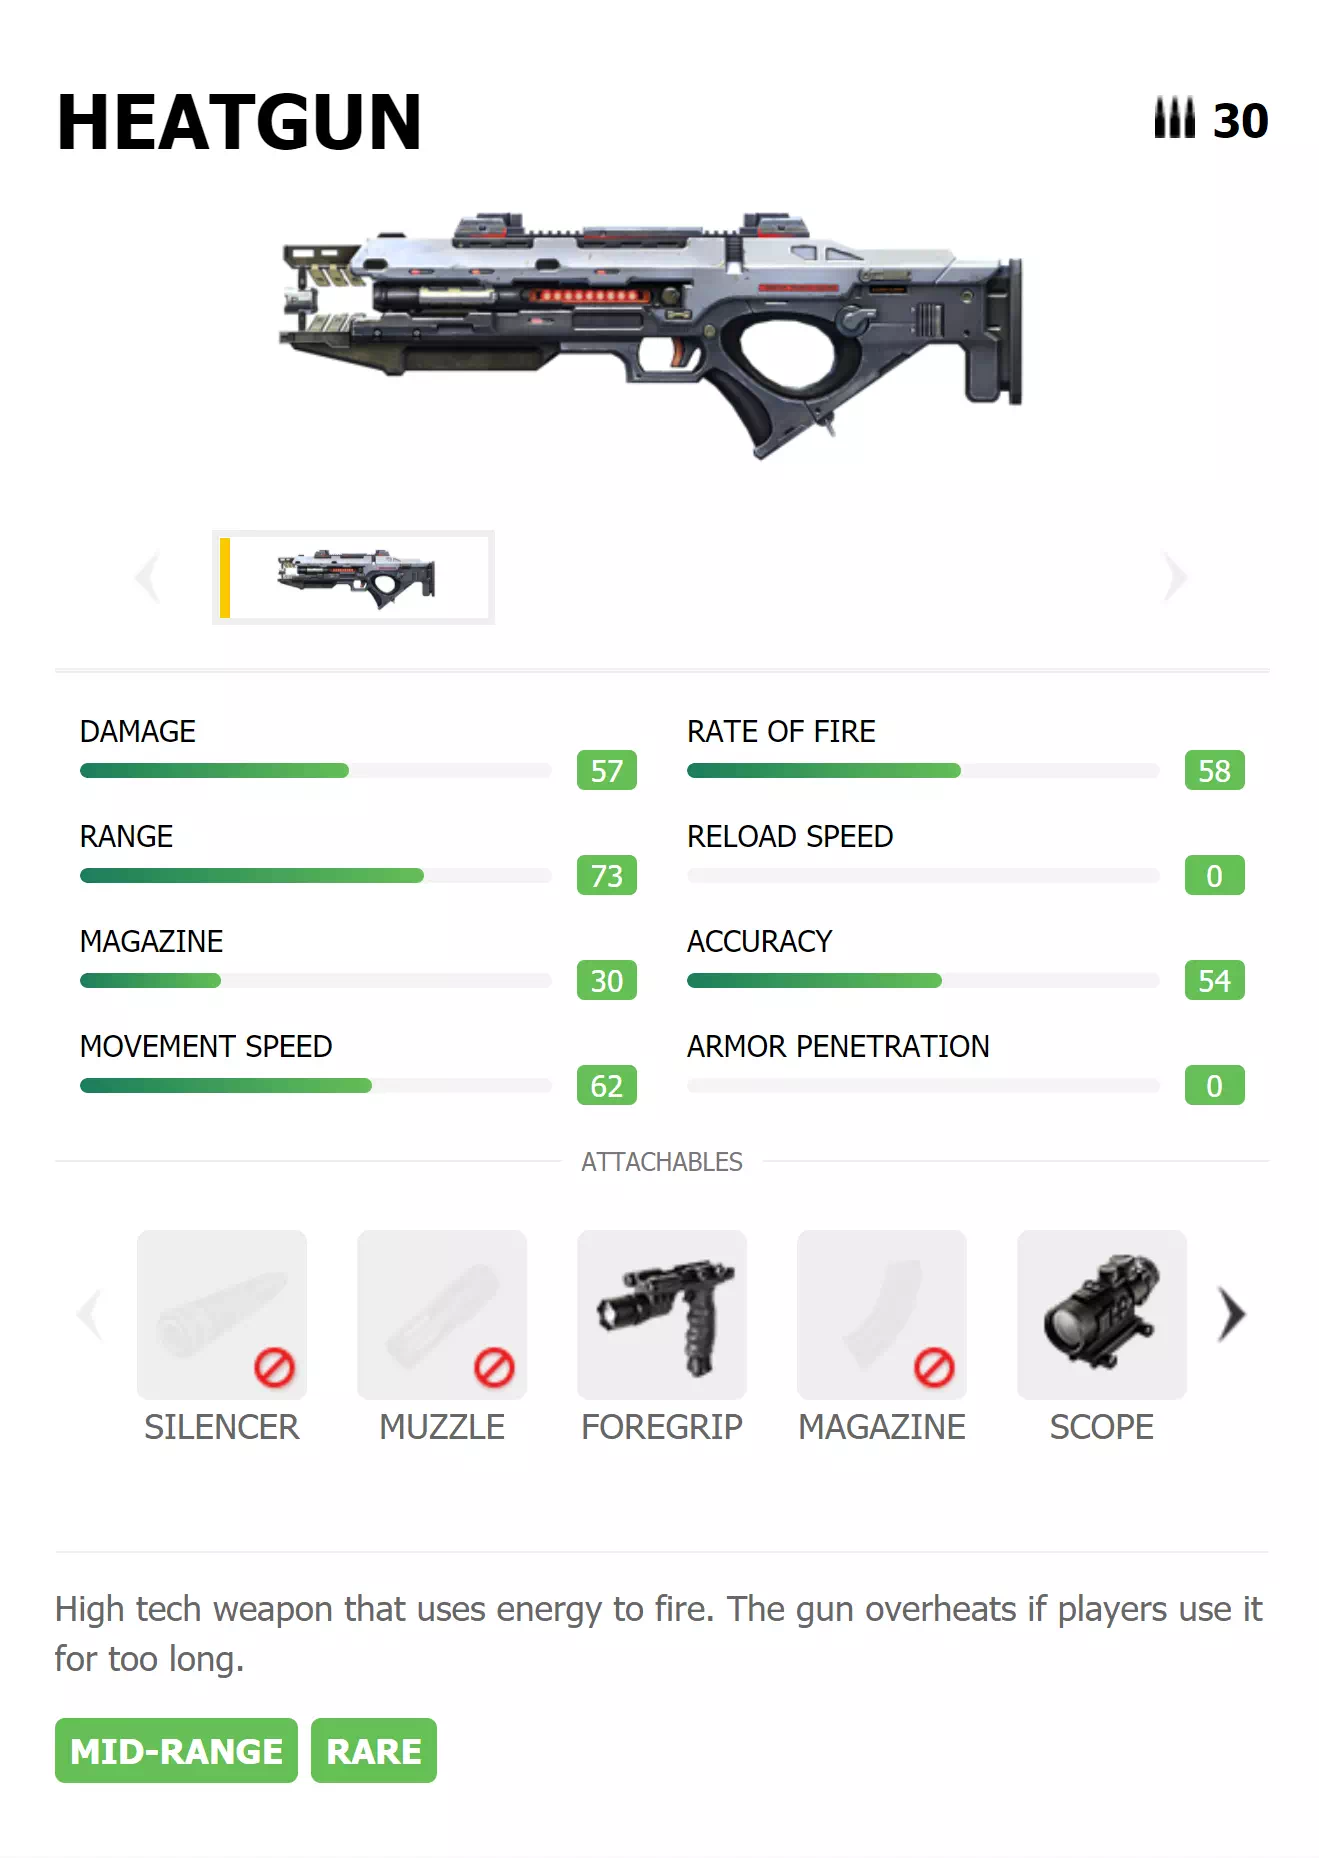 HEATGUN
30
DAMAGE
57
RATE OF FIRE
58
RANGE
73
RELOAD SPEED
0
MAGAZINE
30
ACCURACY
54
MOVEMENT SPEED
62
ARMOR PENETRATION
0
ATTACHABLES
SILENCER
MUZZLE
FOREGRIP
MAGAZINE
SCOPE
High tech weapon that uses energy to fire. The gun overheats if players use it
for too long.
MID-RANGE
RARE